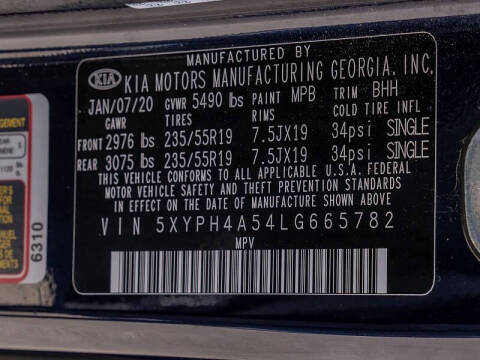 MANUFACTURED BY
KIA KIA MOTORS MANUFACTURING GEORGIA, INC.
JAN/07/20 GVWR 5490 lbs PAINT MPB TRIM BHH
GAWR TIRES RIMS COLD TIRE INFL
FRONT 2976 lbs 235/55R19 7.5JX19 34psi SINGLE
REAR 3075 lbs 235/55R19 7.5JX19 34psi SINGLE
THIS VEHICLE CONFORMS TO ALL APPLICABLE U.S.A. FEDERAL
MOTOR VEHICLE SAFETY AND THEFT PREVENTION STANDARDS
IN EFFECT ON THE DATE OF MANUFACTURE SHOWN ABOVE.
VIN 5XYPH4A54LG665782
MPV
6310